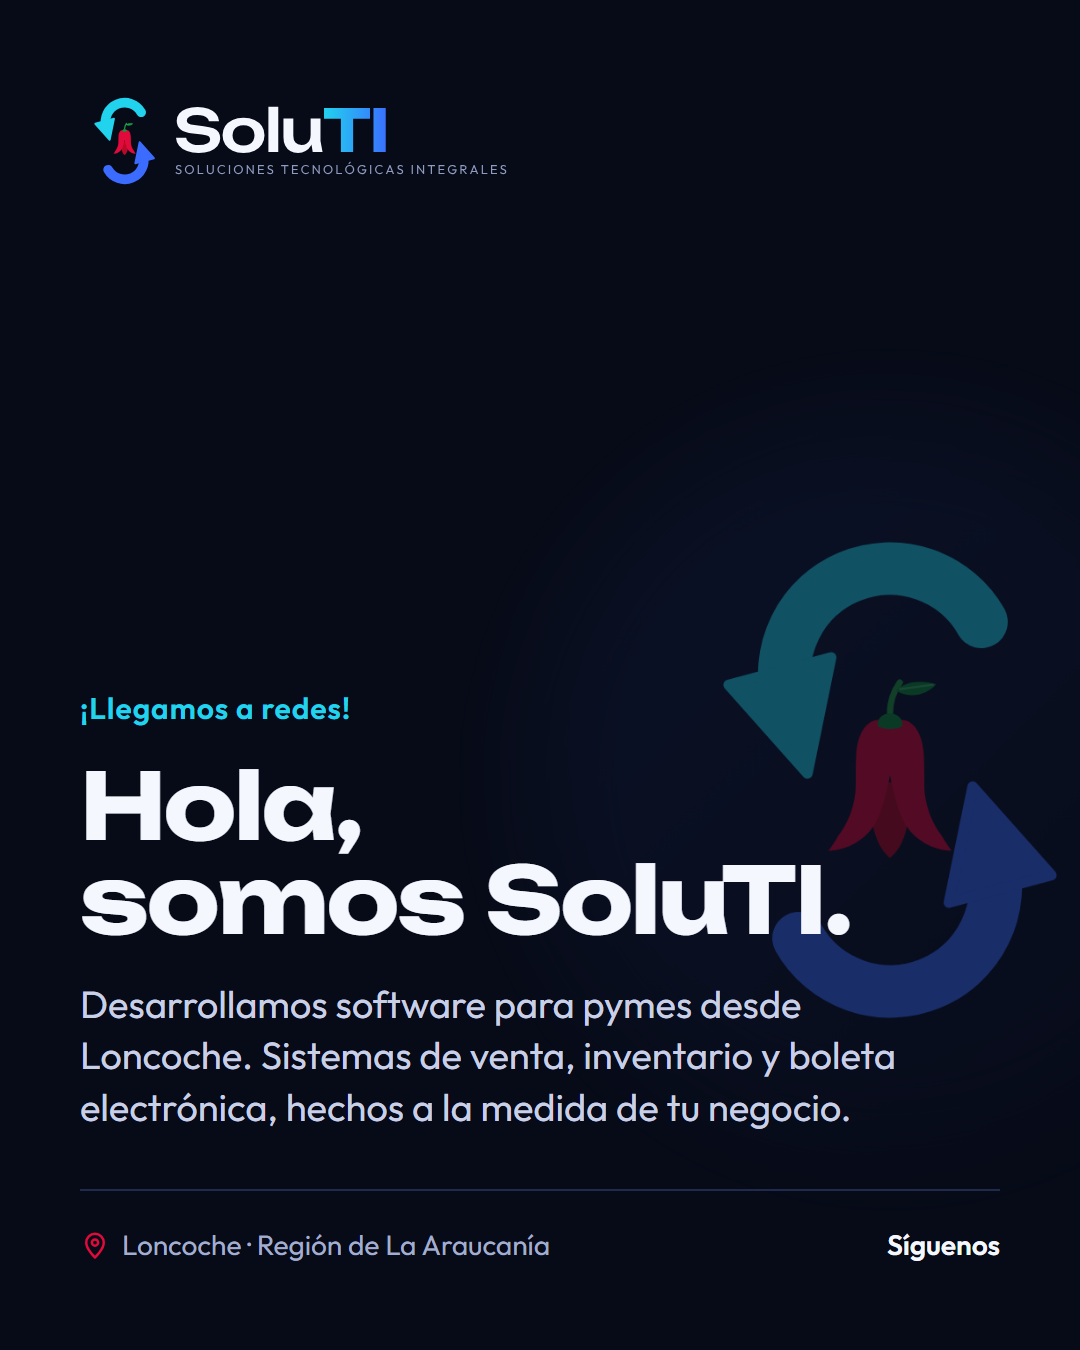 SoluTI
SOLUCIONES TECNOLÓGICAS INTEGRALES
¡Llegamos a redes!
Hola,
somos SoluTI.
Desarrollamos software para pymes desde
Loncoche. Sistemas de venta, inventario y boleta
electrónica, hechos a la medida de tu negocio.
Loncoche · Región de La Araucanía
Síguenos